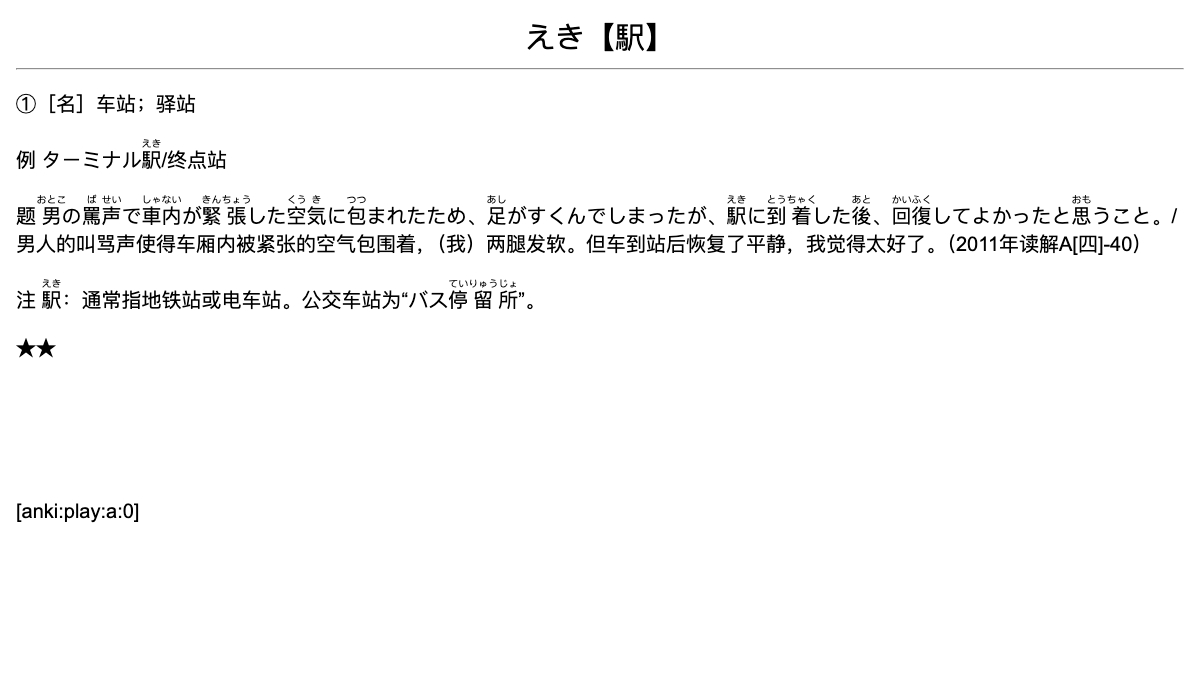 えき【駅】
①［名］车站；驿站
えき
例 ターミナル駅/终点站
おとこ ば せい しゃない きんちょう くう き つつ あし えき とうちゃく あと かいふく おも
题 男の罵声で車内が緊張した空気に包まれたため、足がすくんでしまったが、駅に到着した後、回復してよかったと思うこと。/
男人的叫骂声使得车厢内被紧张的空气包围着，（我）两腿发软。但车到站后恢复了平静，我觉得太好了。（2011年读解A[四]-40）
えき ていりゅうじょ
注 駅：通常指地铁站或电车站。公交车站为“バス停留所”。
★★
[anki:play:a:0]